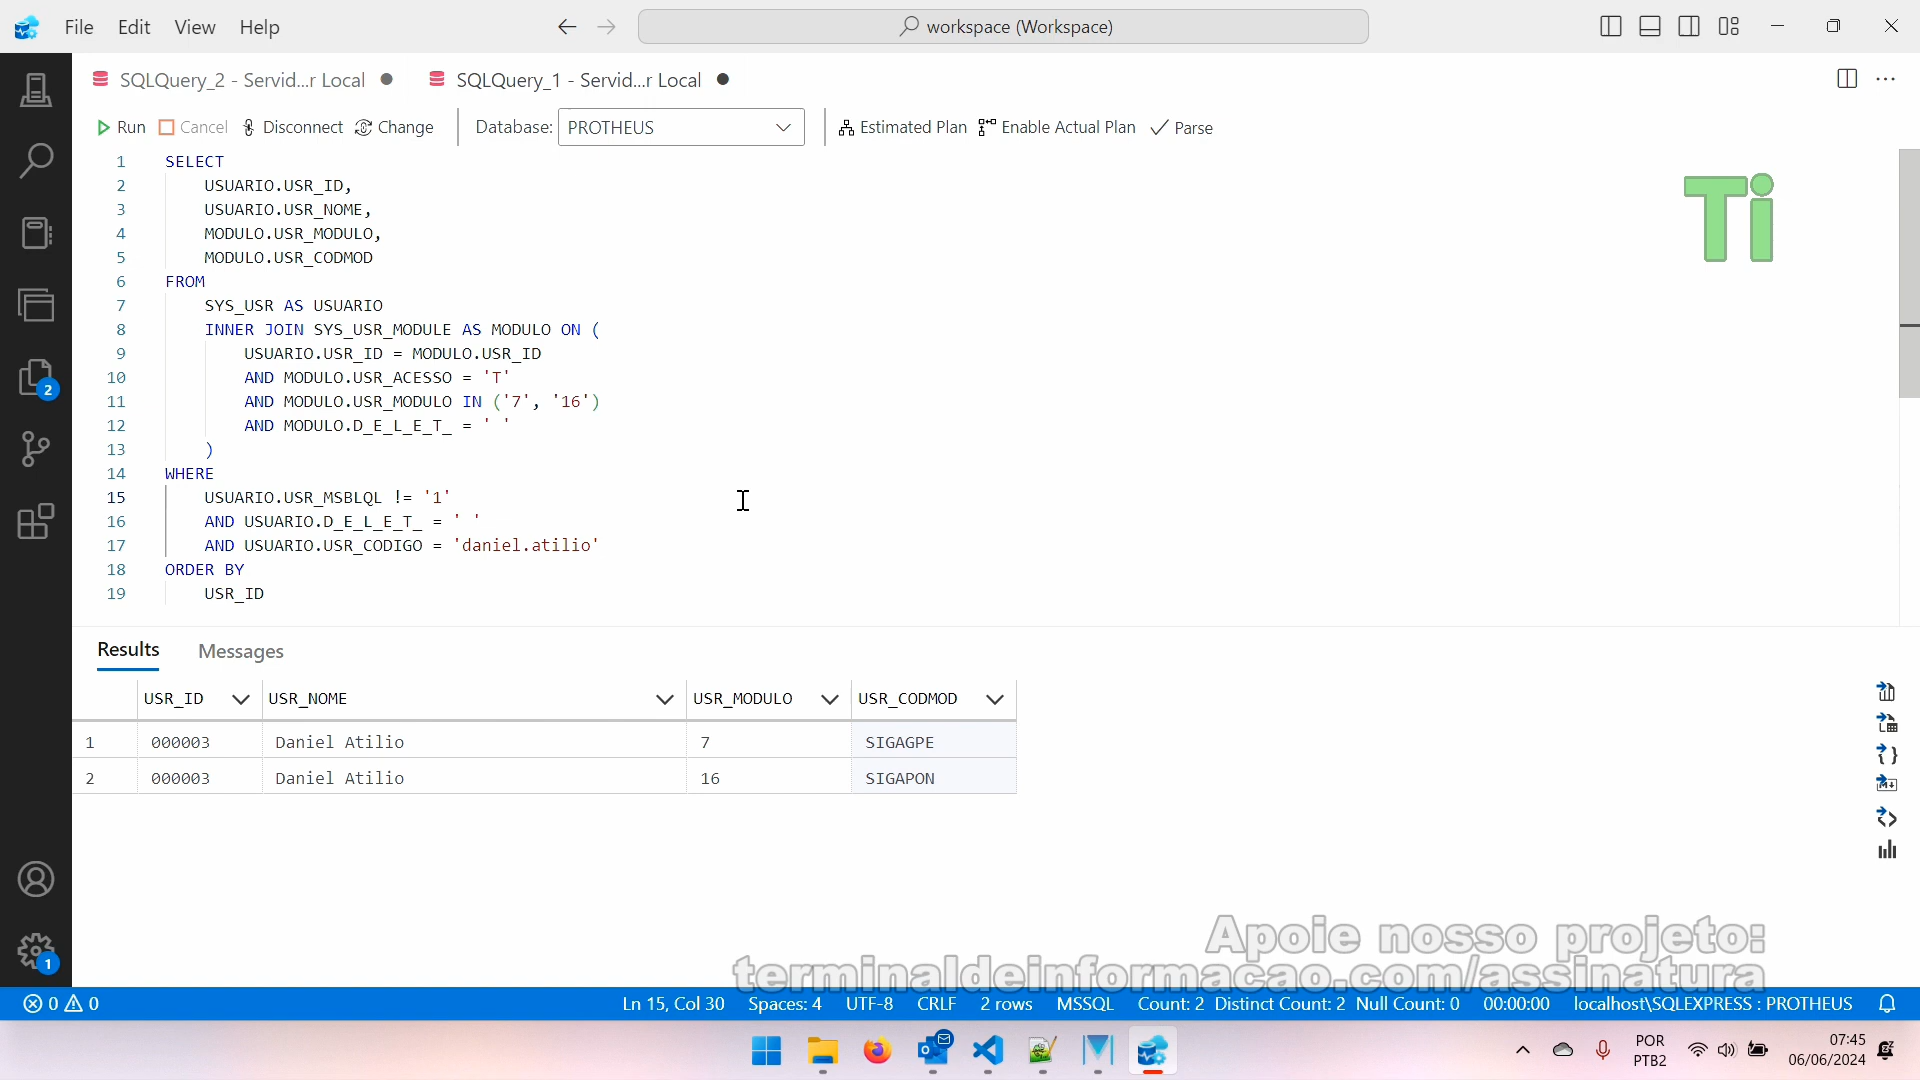 File Edit View Help workspace (Workspace)
SQLQuery_2 - Servid...r Local SQLQuery_1 - Servid...r Local
Run Cancel Disconnect Change Database: PROTHEUS Estimated Plan Enable Actual Plan Parse
1 SELECT
2 USUARIO.USR_ID,
3 USUARIO.USR_NOME,
4 MODULO.USR_MODULO,
5 MODULO.USR_CODMOD
6 FROM
7 SYS_USR AS USUARIO
8 INNER JOIN SYS_USR_MODULE AS MODULO ON (
9 USUARIO.USR_ID = MODULO.USR_ID
10 AND MODULO.USR_ACESSO = 'T'
11 AND MODULO.USR_MODULO IN ('7', '16')
12 AND MODULO.D_E_L_E_T_ = ' '
13 )
14 WHERE
15 USUARIO.USR_MSBLQL != '1'
16 AND USUARIO.D_E_L_E_T_ = ' '
17 AND USUARIO.USR_CODIGO = 'daniel.atilio'
18 ORDER BY
19 USR_ID
Ti
Results Messages
USR_ID USR_NOME USR_MODULO USR_CODMOD
1 000003 Daniel Atilio 7 SIGAGPE
2 000003 Daniel Atilio 16 SIGAPON
2
1
Apoie nosso projeto:
terminaldeinformacao.com/assinatura
0 0 Ln 15, Col 30 Spaces: 4 UTF-8 CRLF 2 rows MSSQL Count: 2 Distinct Count: 2 Null Count: 0 00:00:00 localhost\SQLEXPRESS : PROTHEUS
POR 07:45
PTB2 06/06/2024